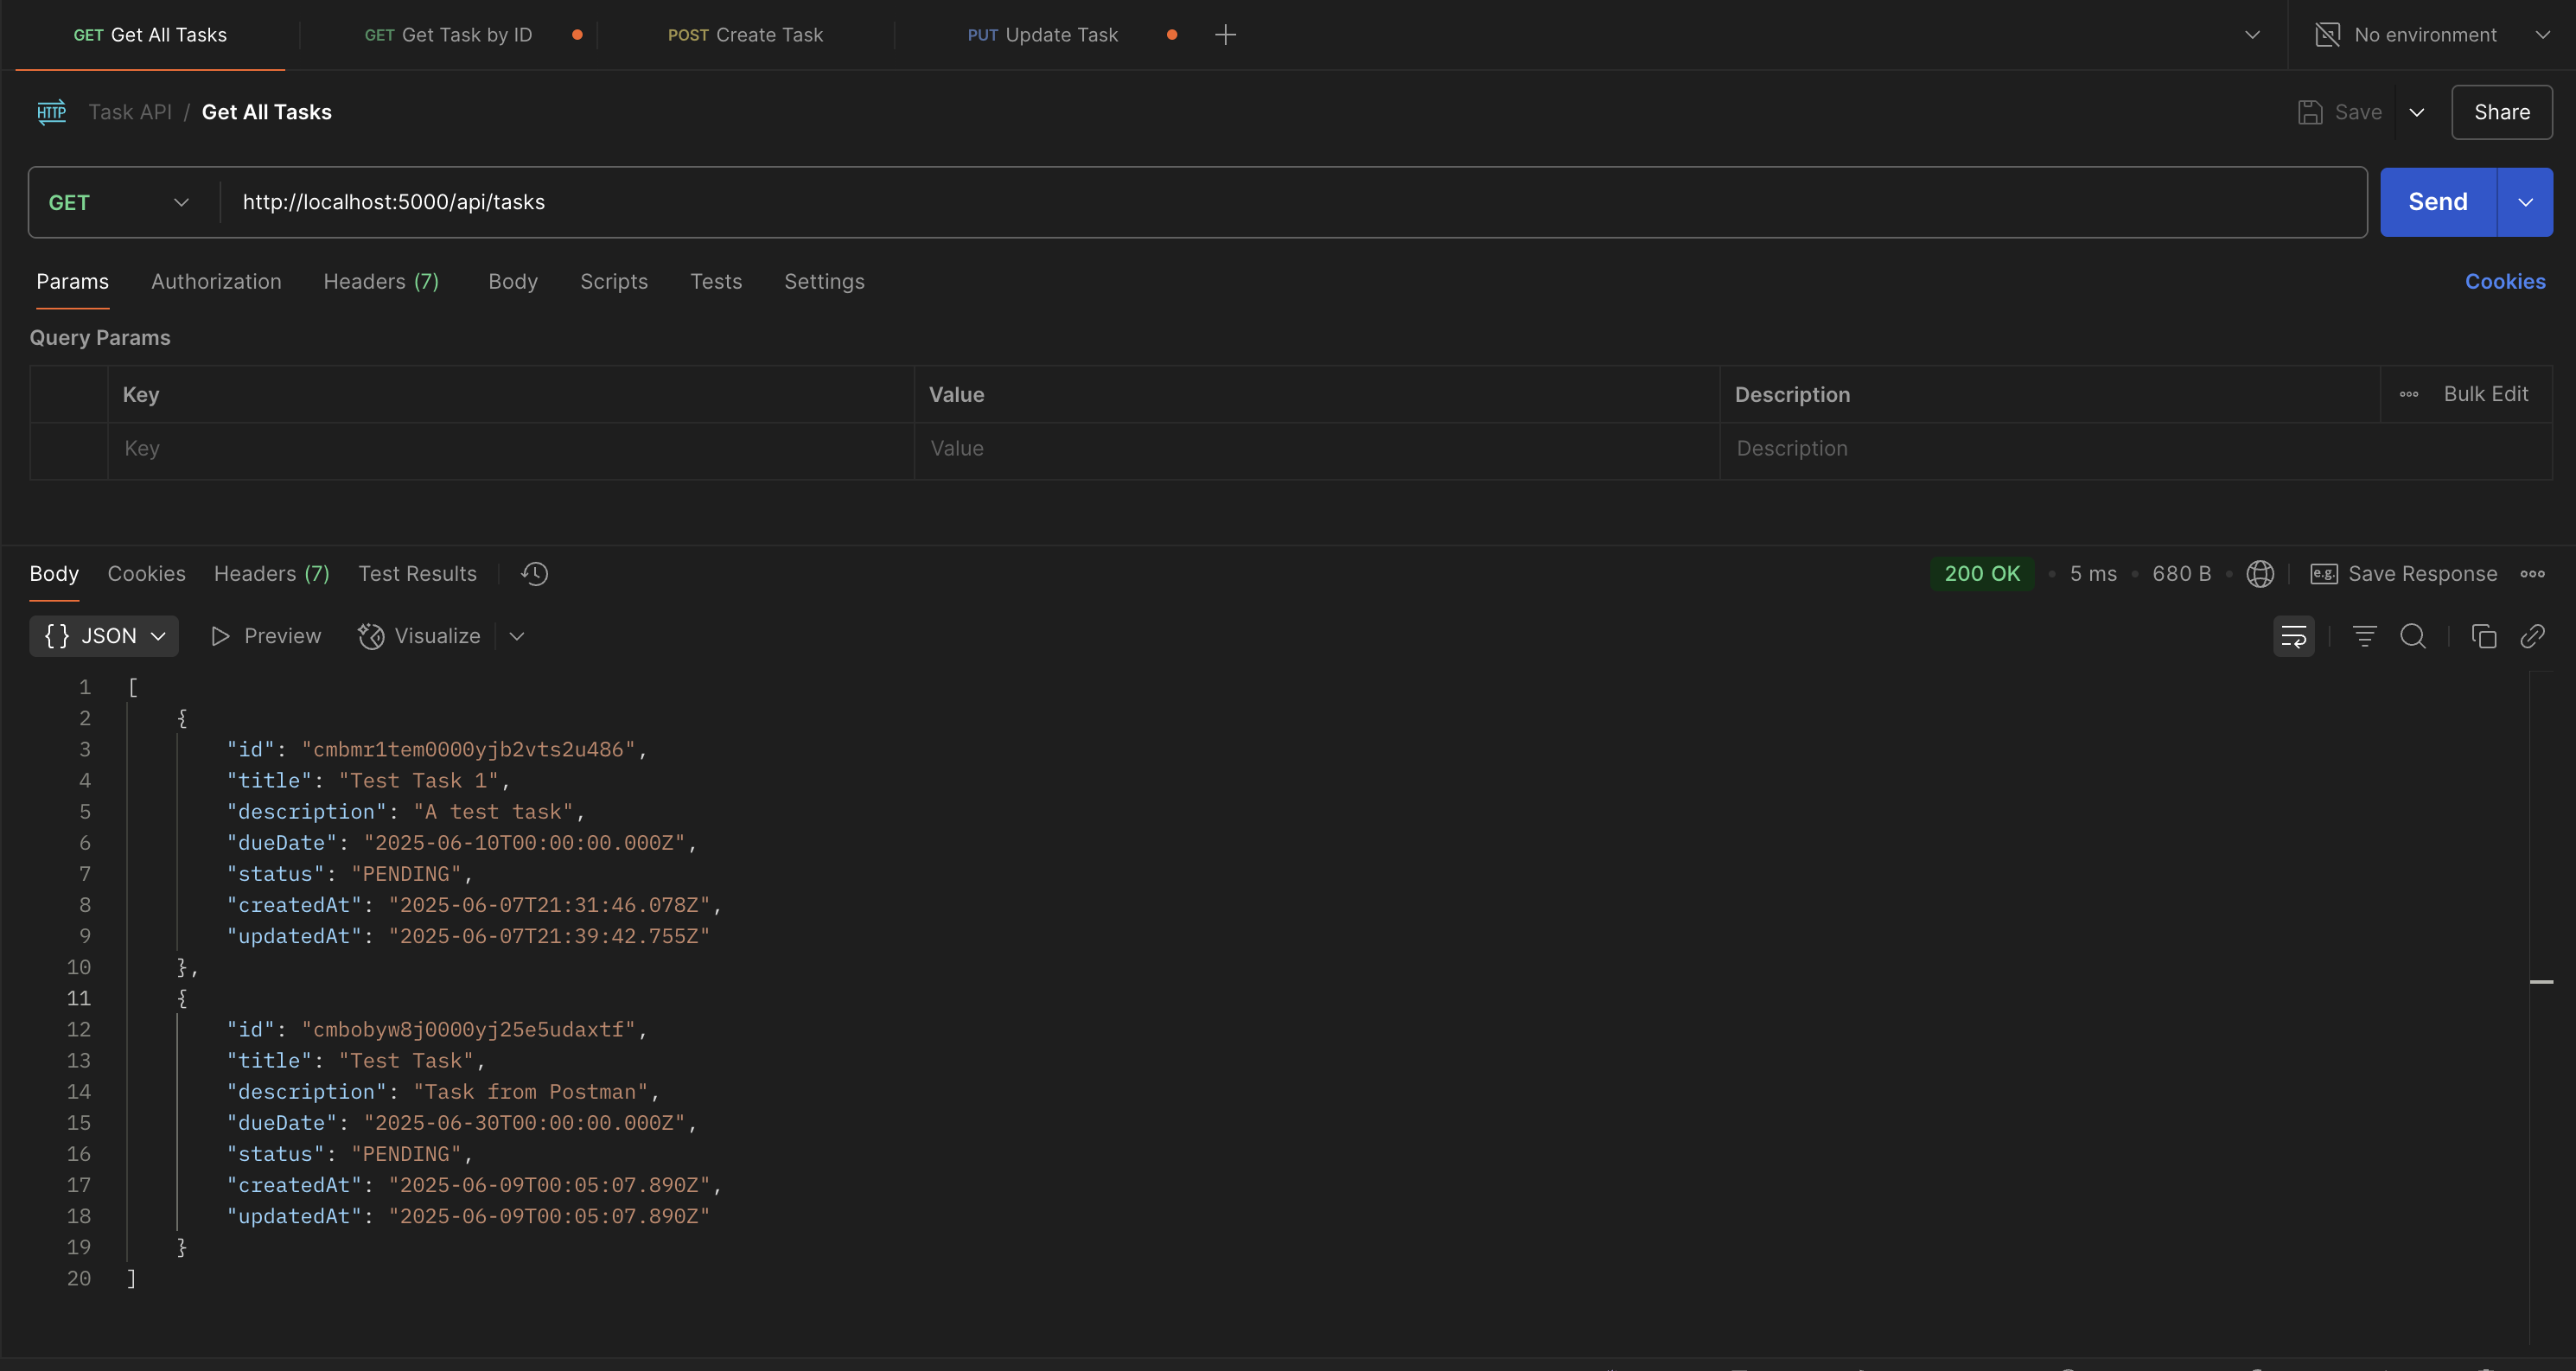 GET Get All Tasks GET Get Task by ID POST Create Task PUT Update Task No environment
HTTP Task API / Get All Tasks Save Share
GET http://localhost:5000/api/tasks Send
Params Authorization Headers (7) Body Scripts Tests Settings Cookies
Query Params
Key Value Description Bulk Edit
Key Value Description
Body Cookies Headers (7) Test Results 200 OK 5 ms 680 B e.g. Save Response
{ } JSON Preview Visualize
1 [
2 {
3 "id": "cmbmr1tem0000yjb2vts2u486",
4 "title": "Test Task 1",
5 "description": "A test task",
6 "dueDate": "2025-06-10T00:00:00.000Z",
7 "status": "PENDING",
8 "createdAt": "2025-06-07T21:31:46.078Z",
9 "updatedAt": "2025-06-07T21:39:42.755Z"
10 },
11 {
12 "id": "cmbobyw8j0000yj25e5udaxtf",
13 "title": "Test Task",
14 "description": "Task from Postman",
15 "dueDate": "2025-06-30T00:00:00.000Z",
16 "status": "PENDING",
17 "createdAt": "2025-06-09T00:05:07.890Z",
18 "updatedAt": "2025-06-09T00:05:07.890Z"
19 }
20 ]